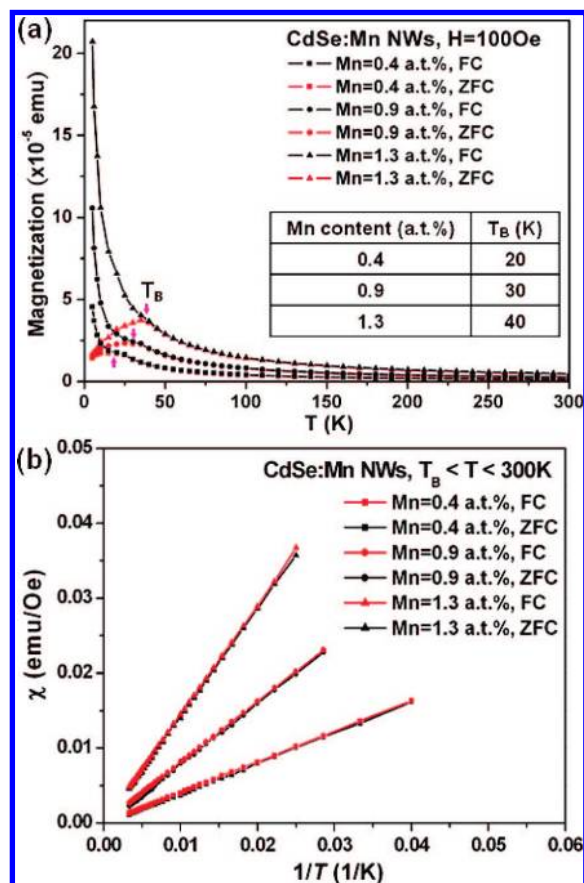 (a)
CdSe:Mn NWs, H=100Oe
Mn=0.4 a.t.%, FC
Mn=0.4 a.t.%, ZFC
Mn=0.9 a.t.%, FC
Mn=0.9 a.t.%, ZFC
Mn=1.3 a.t.%, FC
Mn=1.3 a.t.%, ZFC
Mn content (a.t.%) T_B (K)
0.4 20
0.9 30
1.3 40
T_B
Magnetization (x10^-5 emu)
20
15
10
5
0
0 50 100 150 200 250 300
T (K)
(b)
CdSe:Mn NWs, T_B < T < 300K
Mn=0.4 a.t.%, FC
Mn=0.4 a.t.%, ZFC
Mn=0.9 a.t.%, FC
Mn=0.9 a.t.%, ZFC
Mn=1.3 a.t.%, FC
Mn=1.3 a.t.%, ZFC
χ (emu/Oe)
0.05
0.04
0.03
0.02
0.01
0.00
0.00 0.01 0.02 0.03 0.04 0.05 0.06
1/T (1/K)